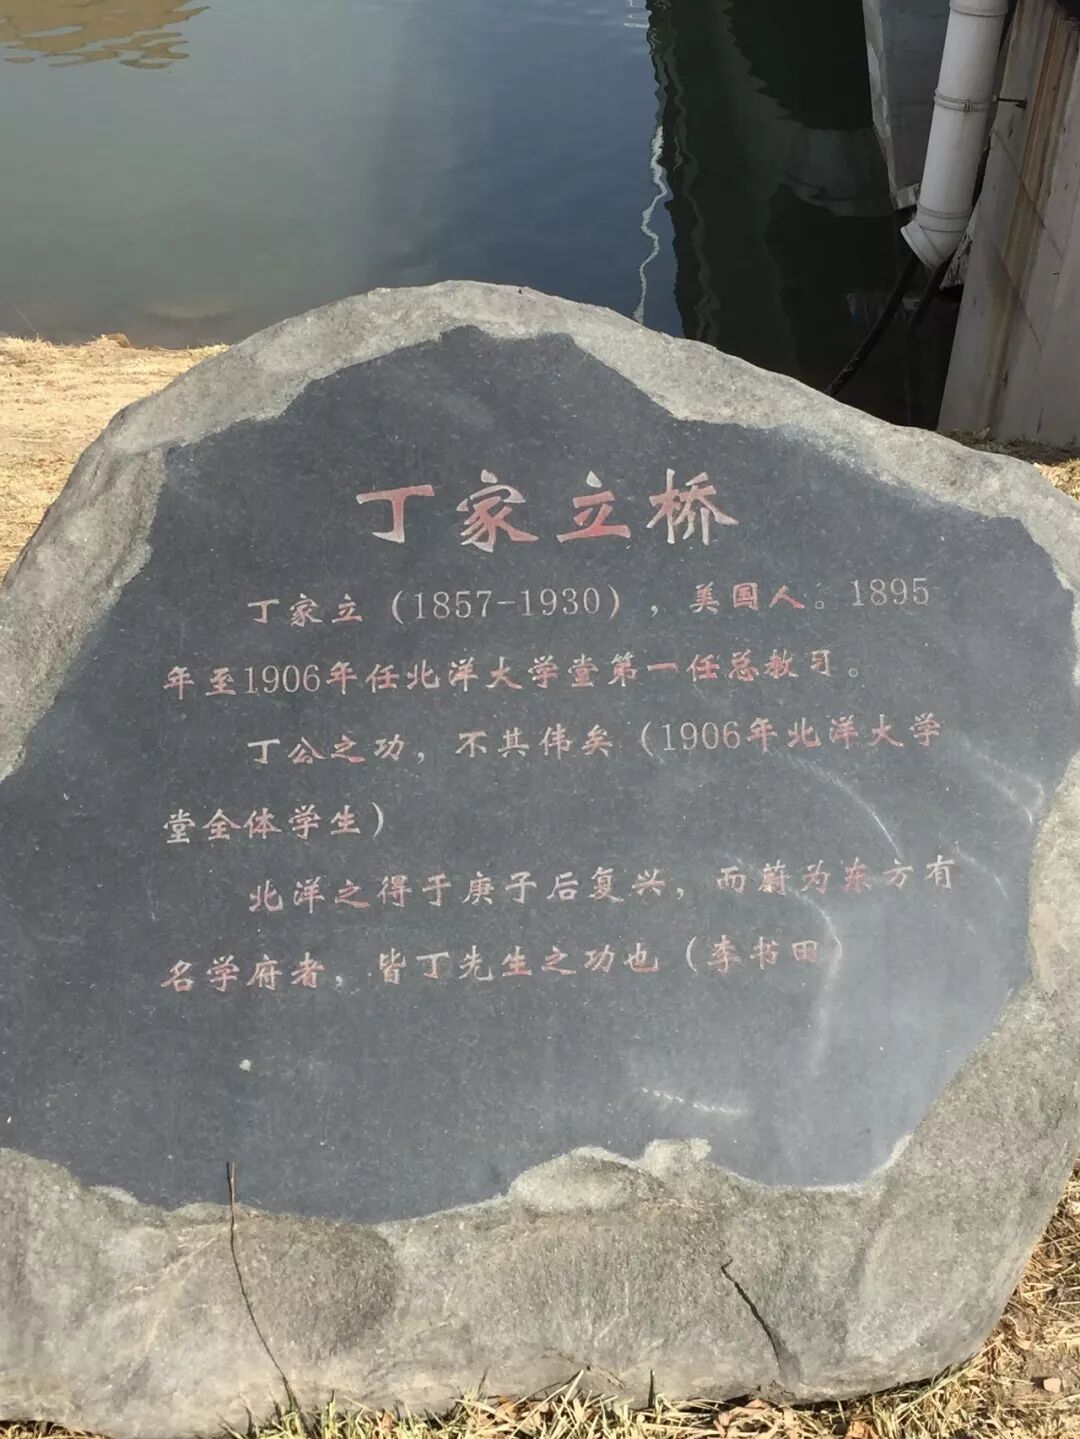 丁家立桥
丁家立（1857-1930），美国人。1895
年至1906年任北洋大学堂第一任总教习。
丁公之功，不其伟矣（1906年北洋大学
堂全体学生）
北洋之得于庚子后复兴，而蔚为东方有
名学府者，皆丁先生之功也（李书田）